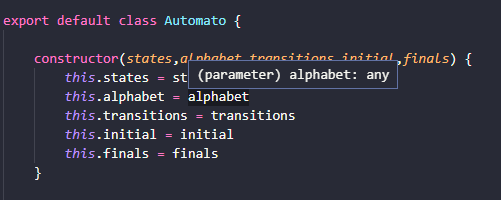 export default class Automato {
constructor(states,alphabet,transitions,initial,finals) {
this.states = st
(parameter) alphabet: any
this.alphabet = alphabet
this.transitions = transitions
this.initial = initial
this.finals = finals
}